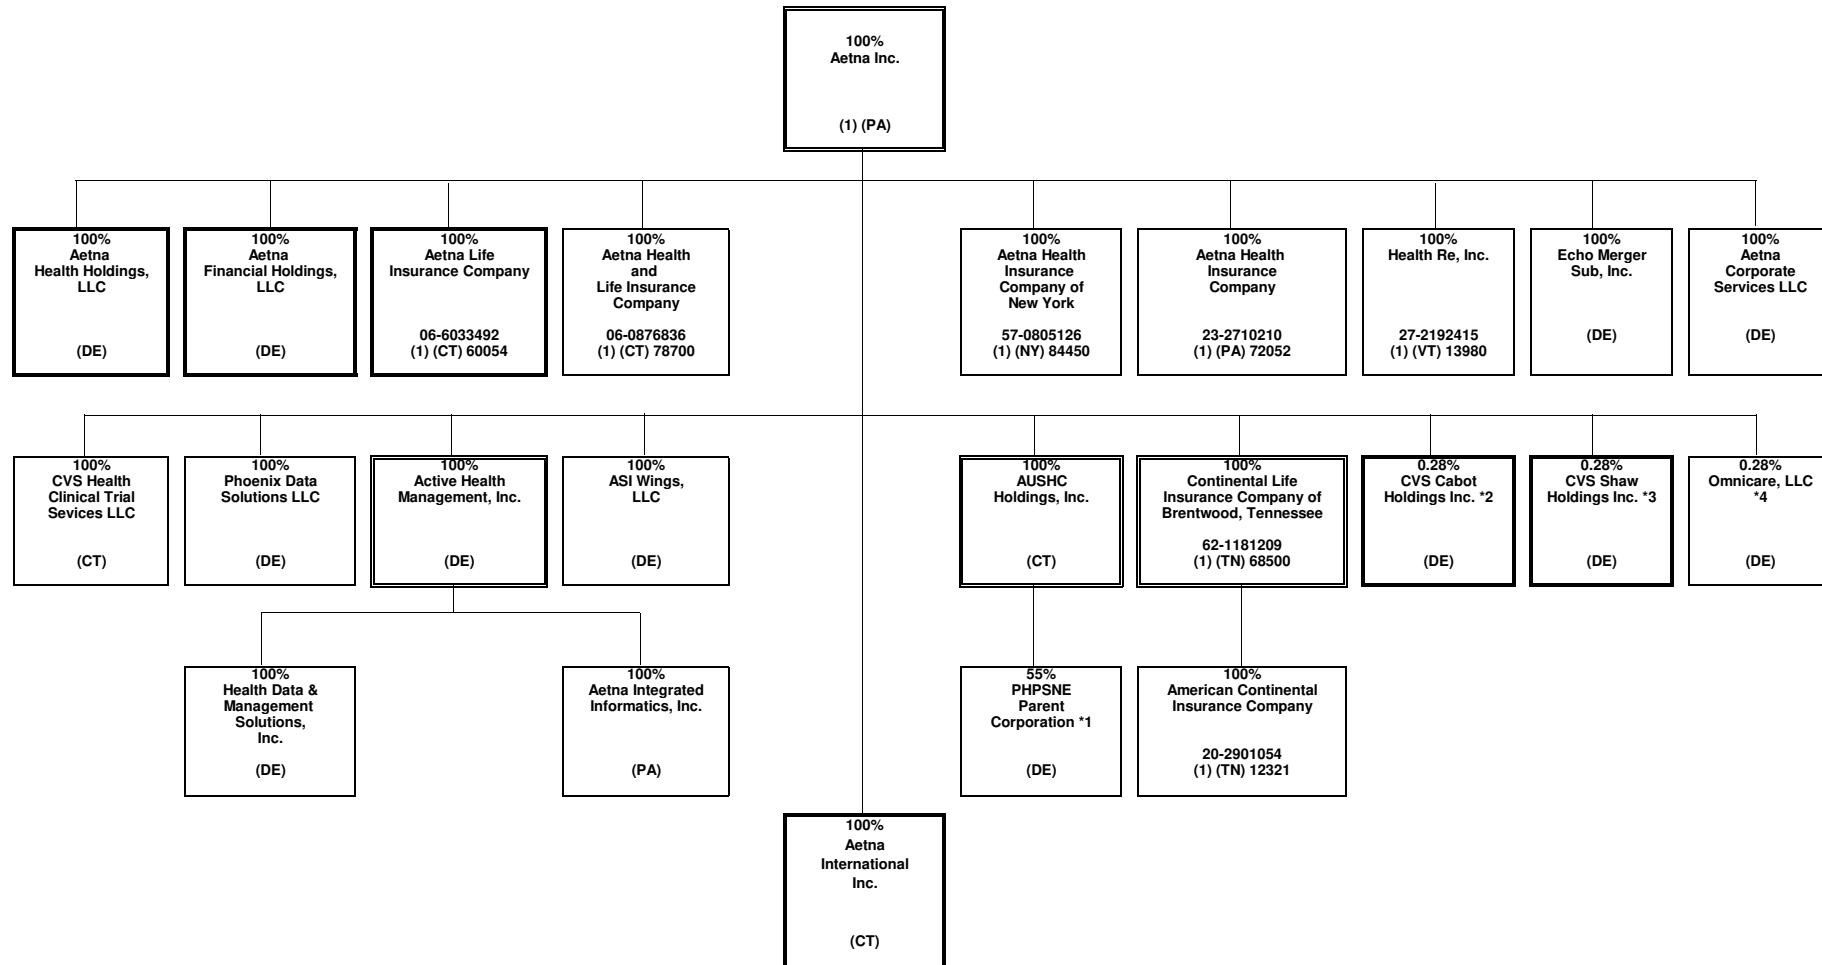 100%
Aetna Inc.
(1) (PA)
100%
Aetna
Health Holdings,
LLC
(DE)
100%
Aetna
Financial Holdings,
LLC
(DE)
100%
Aetna Life
Insurance Company
06-6033492
(1) (CT) 60054
100%
Aetna Health
and
Life Insurance
Company
06-0876836
(1) (CT) 78700
100%
Aetna Health
Insurance
Company of
New York
57-0805126
(1) (NY) 84450
100%
Aetna Health
Insurance
Company
23-2710210
(1) (PA) 72052
100%
Health Re, Inc.
27-2192415
(1) (VT) 13980
100%
Echo Merger
Sub, Inc.
(DE)
100%
Aetna
Corporate
Services LLC
(DE)
100%
CVS Health
Clinical Trial
Sevices LLC
(CT)
100%
Phoenix Data
Solutions LLC
(DE)
100%
Active Health
Management, Inc.
(DE)
100%
ASI Wings,
LLC
(DE)
100%
AUSHC
Holdings, Inc.
(CT)
100%
Continental Life
Insurance Company of
Brentwood, Tennessee
62-1181209
(1) (TN) 68500
0.28%
CVS Cabot
Holdings Inc. *2
(DE)
0.28%
CVS Shaw
Holdings Inc. *3
(DE)
0.28%
Omnicare, LLC
*4
(DE)
100%
Health Data &
Management
Solutions,
Inc.
(DE)
100%
Aetna Integrated
Informatics, Inc.
(PA)
55%
PHPSNE
Parent
Corporation *1
(DE)
100%
American Continental
Insurance Company
20-2901054
(1) (TN) 12321
100%
Aetna
International
Inc.
(CT)